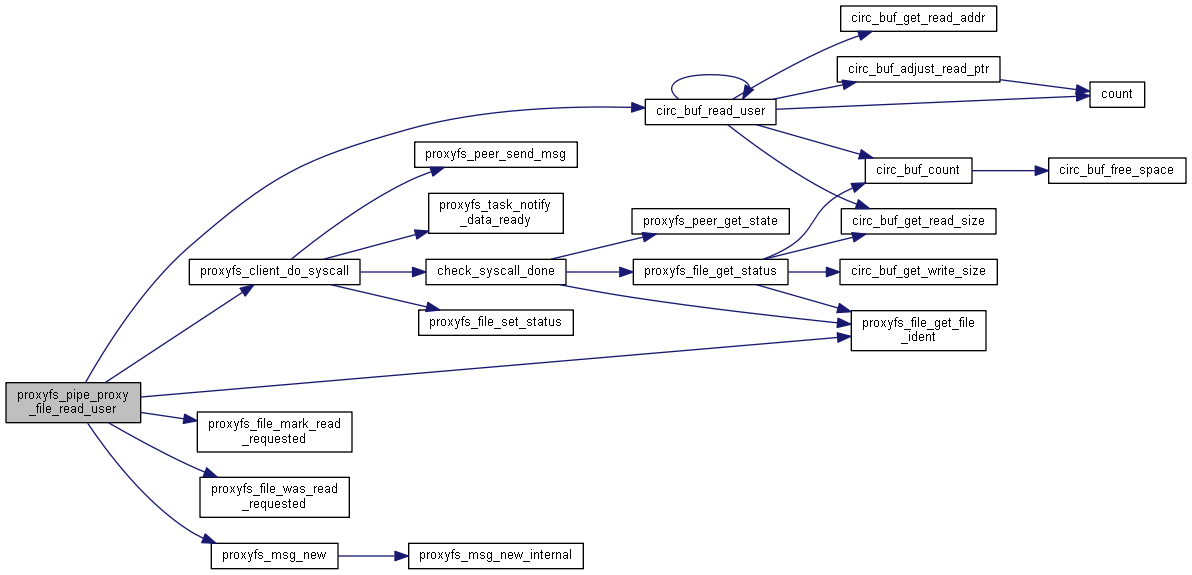 circ_buf_get_read_addr
circ_buf_adjust_read_ptr
count
circ_buf_read_user
proxyfs_peer_send_msg
circ_buf_count
circ_buf_free_space
proxyfs_task_notify
_data_ready
proxyfs_peer_get_state
circ_buf_get_read_size
proxyfs_client_do_syscall
check_syscall_done
proxyfs_file_get_status
circ_buf_get_write_size
proxyfs_file_set_status
proxyfs_file_get_file
_ident
proxyfs_pipe_proxy
_file_read_user
proxyfs_file_mark_read
_requested
proxyfs_file_was_read
_requested
proxyfs_msg_new
proxyfs_msg_new_internal